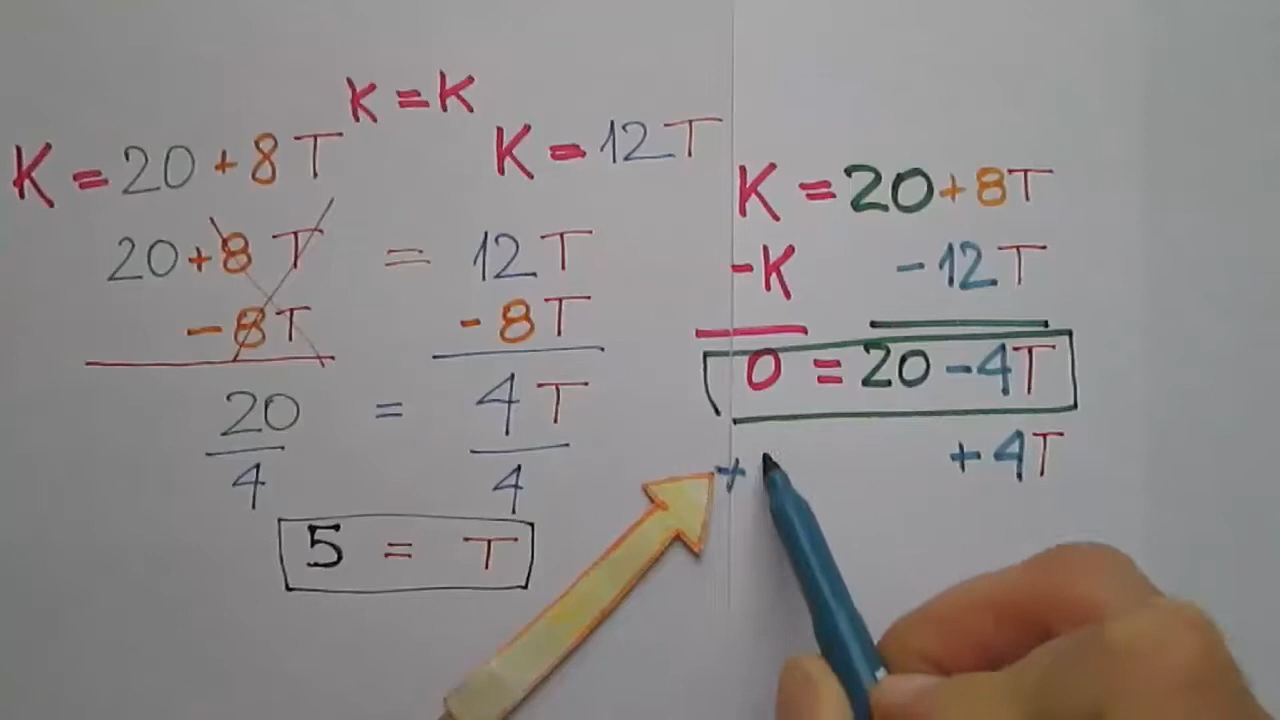 K = K
K = 20 + 8T
K = 12T
20 + 8T = 12T
- 8T - 8T
20 = 4T
4 4
5 = T
K = 20 + 8T
- K - 12T
0 = 20 - 4T
+ + 4T